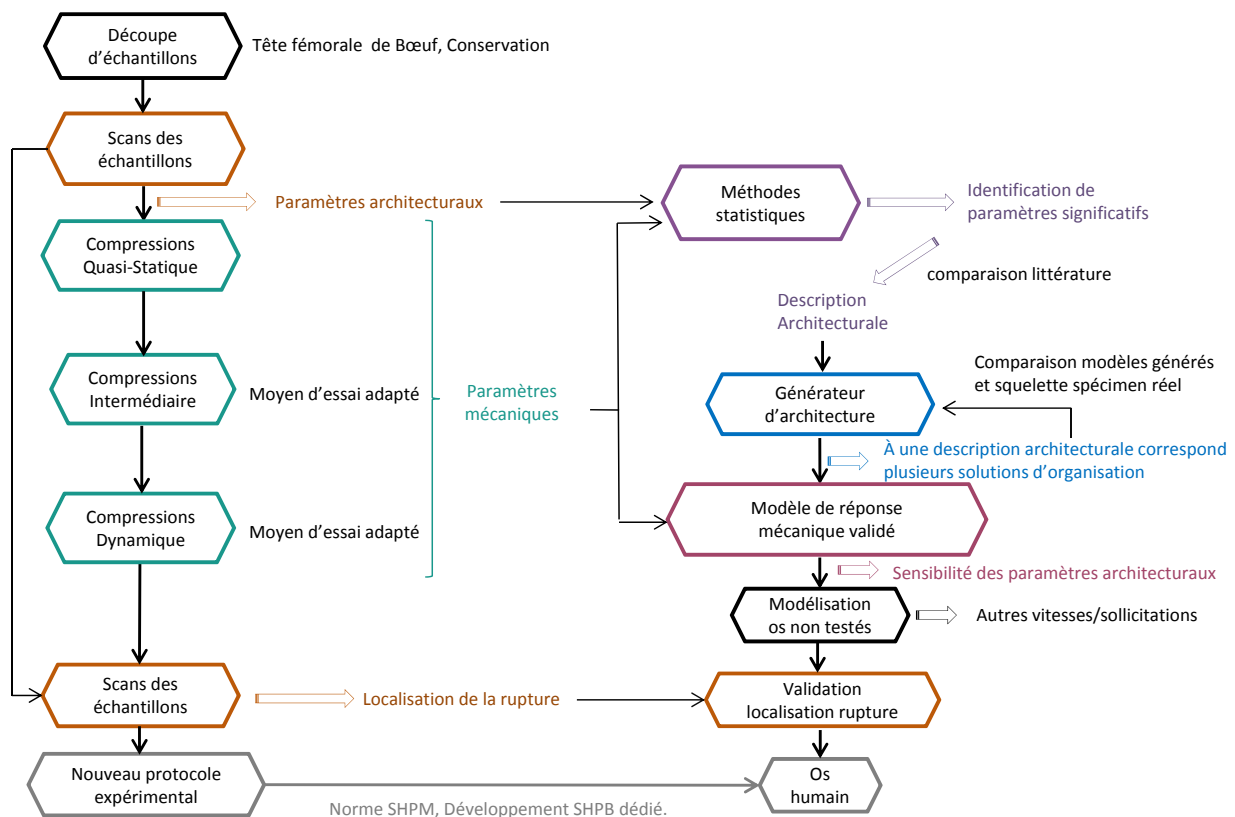 Découpe
d’échantillons
Tête fémorale de Bœuf, Conservation
Scans des
échantillons
Paramètres architecturaux
Méthodes
statistiques
Identification de
paramètres significatifs
Compressions
Quasi-Statique
comparaison littérature
Description
Architecturale
Compressions
Intermédiaire
Moyen d’essai adapté
Paramètres
mécaniques
Comparaison modèles générés
et squelette spécimen réel
Générateur
d’architecture
À une description architecturale correspond
plusieurs solutions d’organisation
Compressions
Dynamique
Moyen d’essai adapté
Modèle de réponse
mécanique validé
Sensibilité des paramètres architecturaux
Modélisation
os non testés
Autres vitesses/sollicitations
Scans des
échantillons
Localisation de la rupture
Validation
localisation rupture
Nouveau protocole
expérimental
Norme SHPM, Développement SHPB dédié.
Os
humain